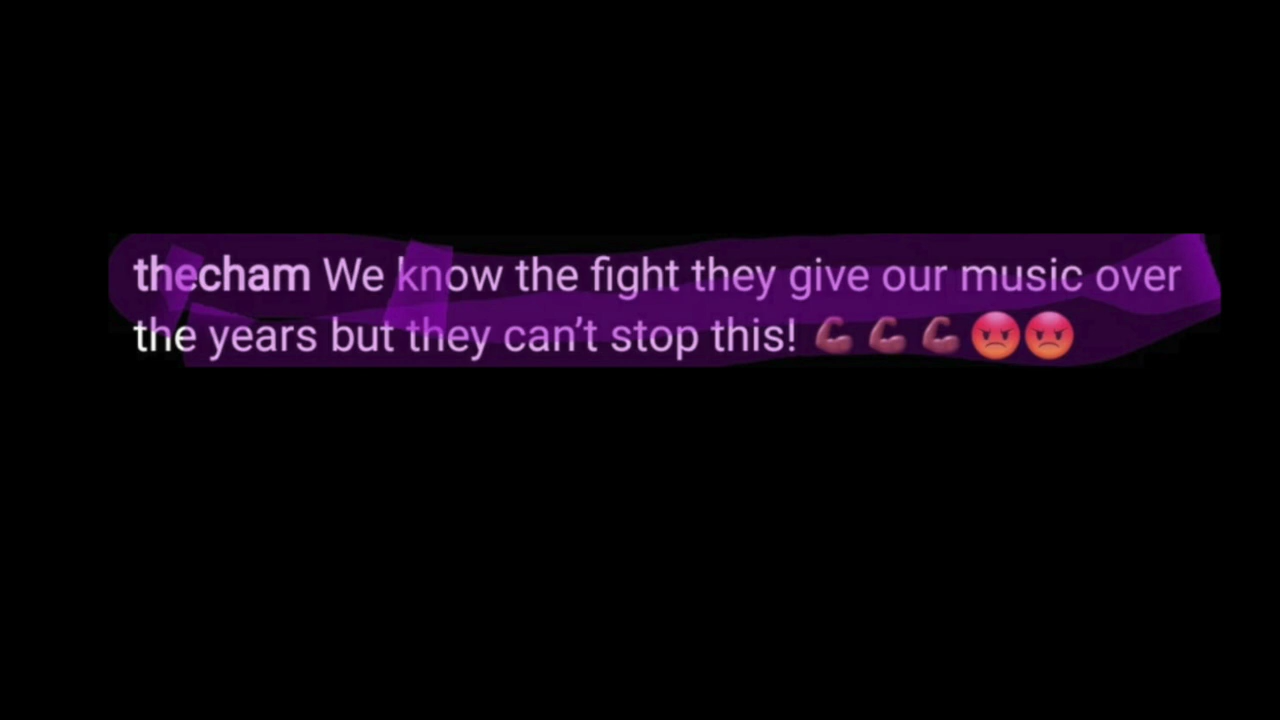 thecham We know the fight they give our music over
the years but they can’t stop this! 💪🏿💪🏿💪🏿😡😡